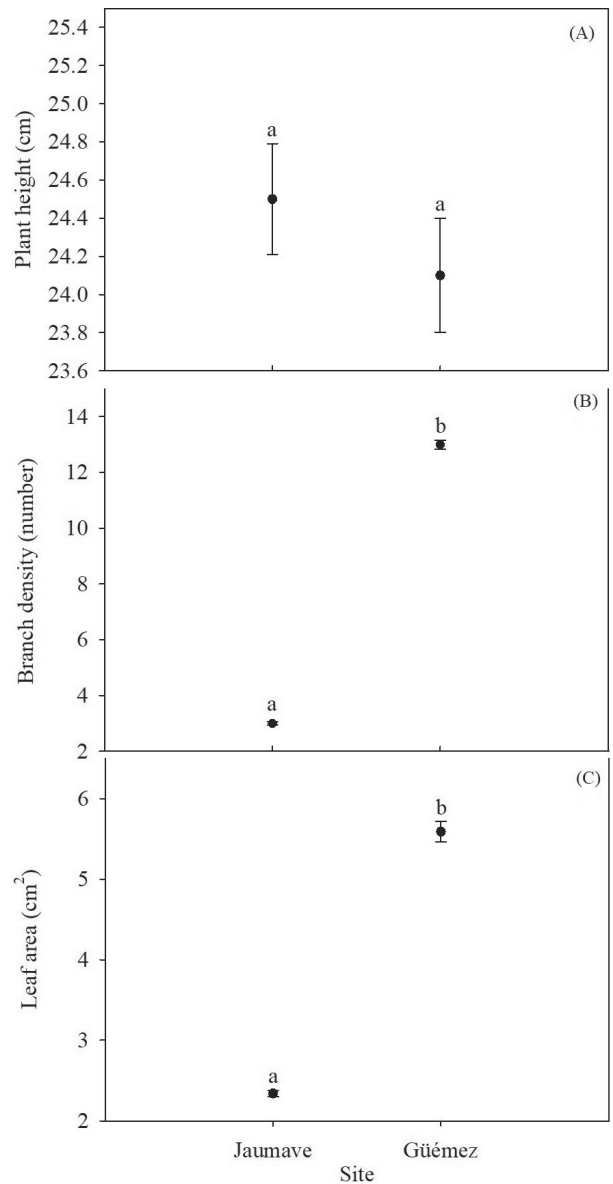 (A)
25.4
25.2
25.0
24.8
24.6
24.4
24.2
24.0
23.8
23.6
Plant height (cm)
a
a
(B)
14
12
10
8
6
4
2
Branch density (number)
a
b
(C)
6
5
4
3
2
Leaf area (cm²)
a
b
Jaumave Güémez
Site